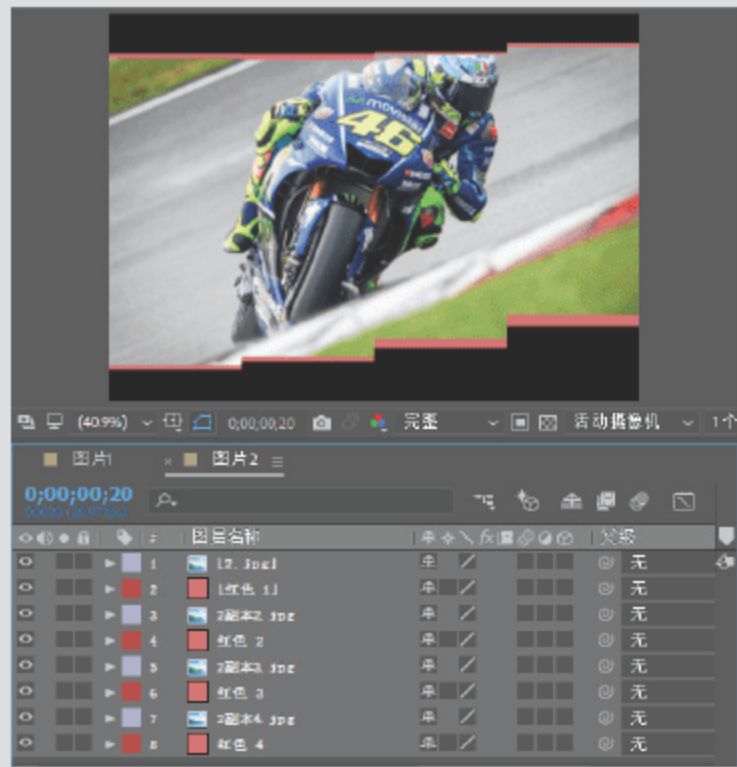 movistar
46
(40.9%) 0;00;00;20 完整 活动摄像机 1个
图片1 × 图片2
0;00;00;20
# 图层名称 父级
1 [2.jpg] 无
2 [红色 1] 无
3 2副本2.jpg 无
4 红色 2 无
5 2副本3.jpg 无
6 红色 3 无
7 2副本4.jpg 无
8 红色 4 无